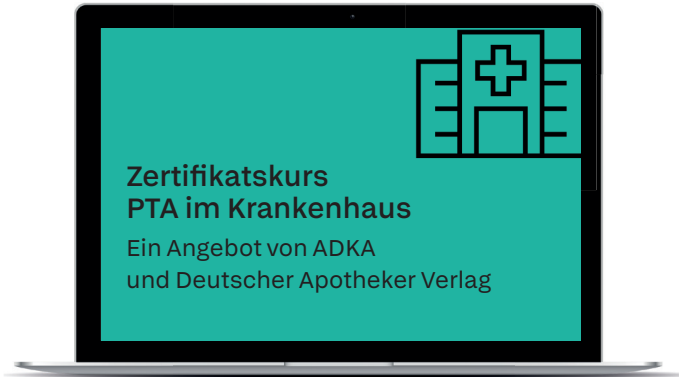 Zertifikatskurs
PTA im Krankenhaus
Ein Angebot von ADKA
und Deutscher Apotheker Verlag